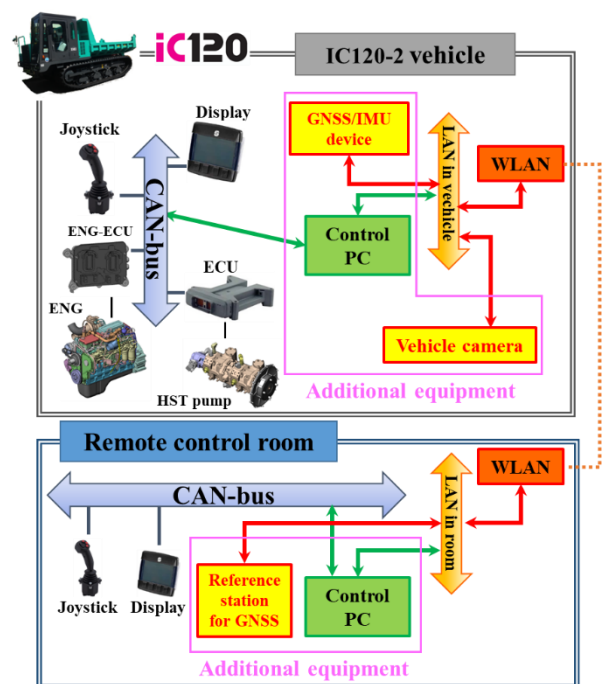 iC120
IC120-2 vehicle
Joystick
Display
CAN-bus
ENG-ECU
ECU
ENG
HST pump
GNSS/IMU
device
LAN in vechicle
WLAN
Control
PC
Vehicle camera
Additional equipment
Remote control room
CAN-bus
WLAN
LAN in room
Joystick
Display
Reference
station
for GNSS
Control
PC
Additional equipment